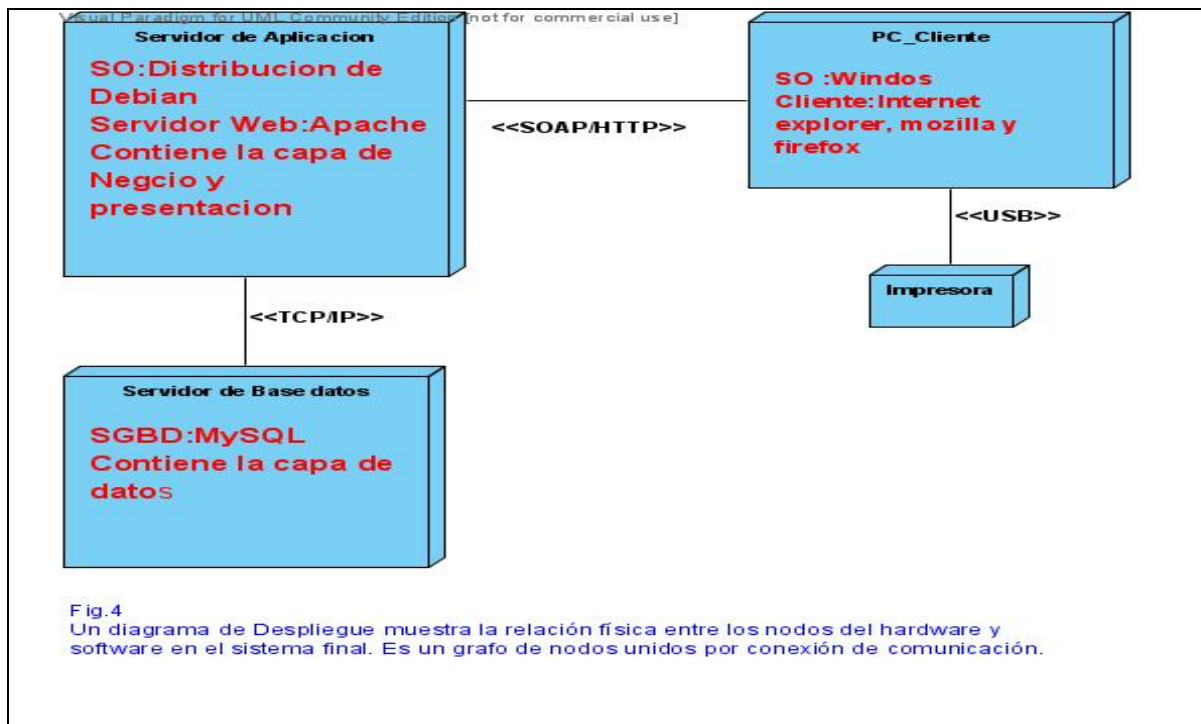 Visual Paradigm for UML Community Edition [not for commercial use]
Servidor de Aplicacion
SO:Distribucion de
Debian
Servidor Web:Apache
Contiene la capa de
Negcio y
presentacion
<<SOAP/HTTP>>
PC_Cliente
SO :Windos
Cliente:Internet
explorer, mozilla y
firefox
<<USB>>
Impresora
<<TCP/IP>>
Servidor de Base datos
SGBD:MySQL
Contiene la capa de
datos
Fig.4
Un diagrama de Despliegue muestra la relación física entre los nodos del hardware y
software en el sistema final. Es un grafo de nodos unidos por conexión de comunicación.